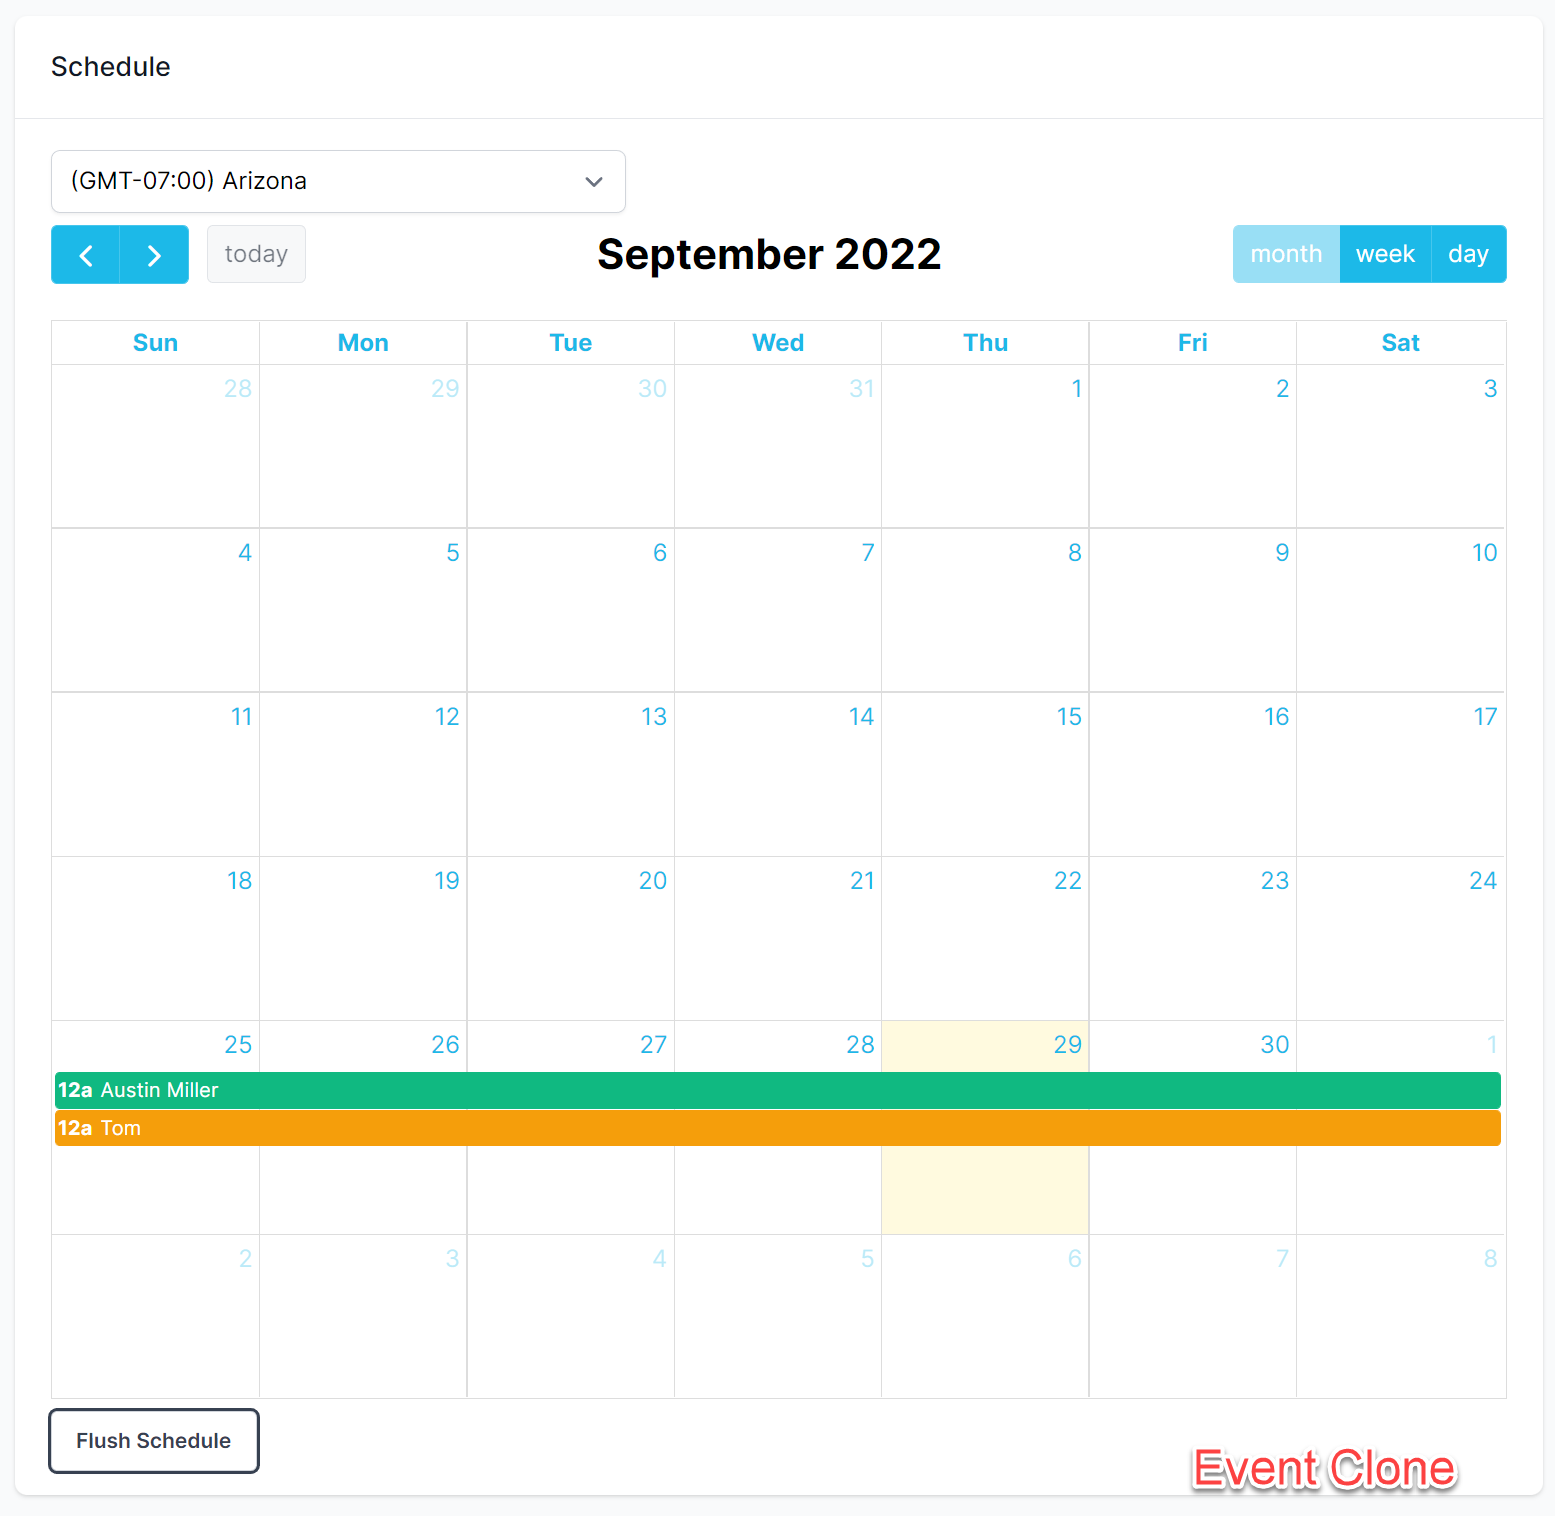 Schedule
(GMT-07:00) Arizona
today
September 2022
month week day
Sun Mon Tue Wed Thu Fri Sat
28 29 30 31 1 2 3
4 5 6 7 8 9 10
11 12 13 14 15 16 17
18 19 20 21 22 23 24
25 26 27 28 29 30 1
12a Austin Miller
12a Tom
2 3 4 5 6 7 8
Flush Schedule
Event Clone